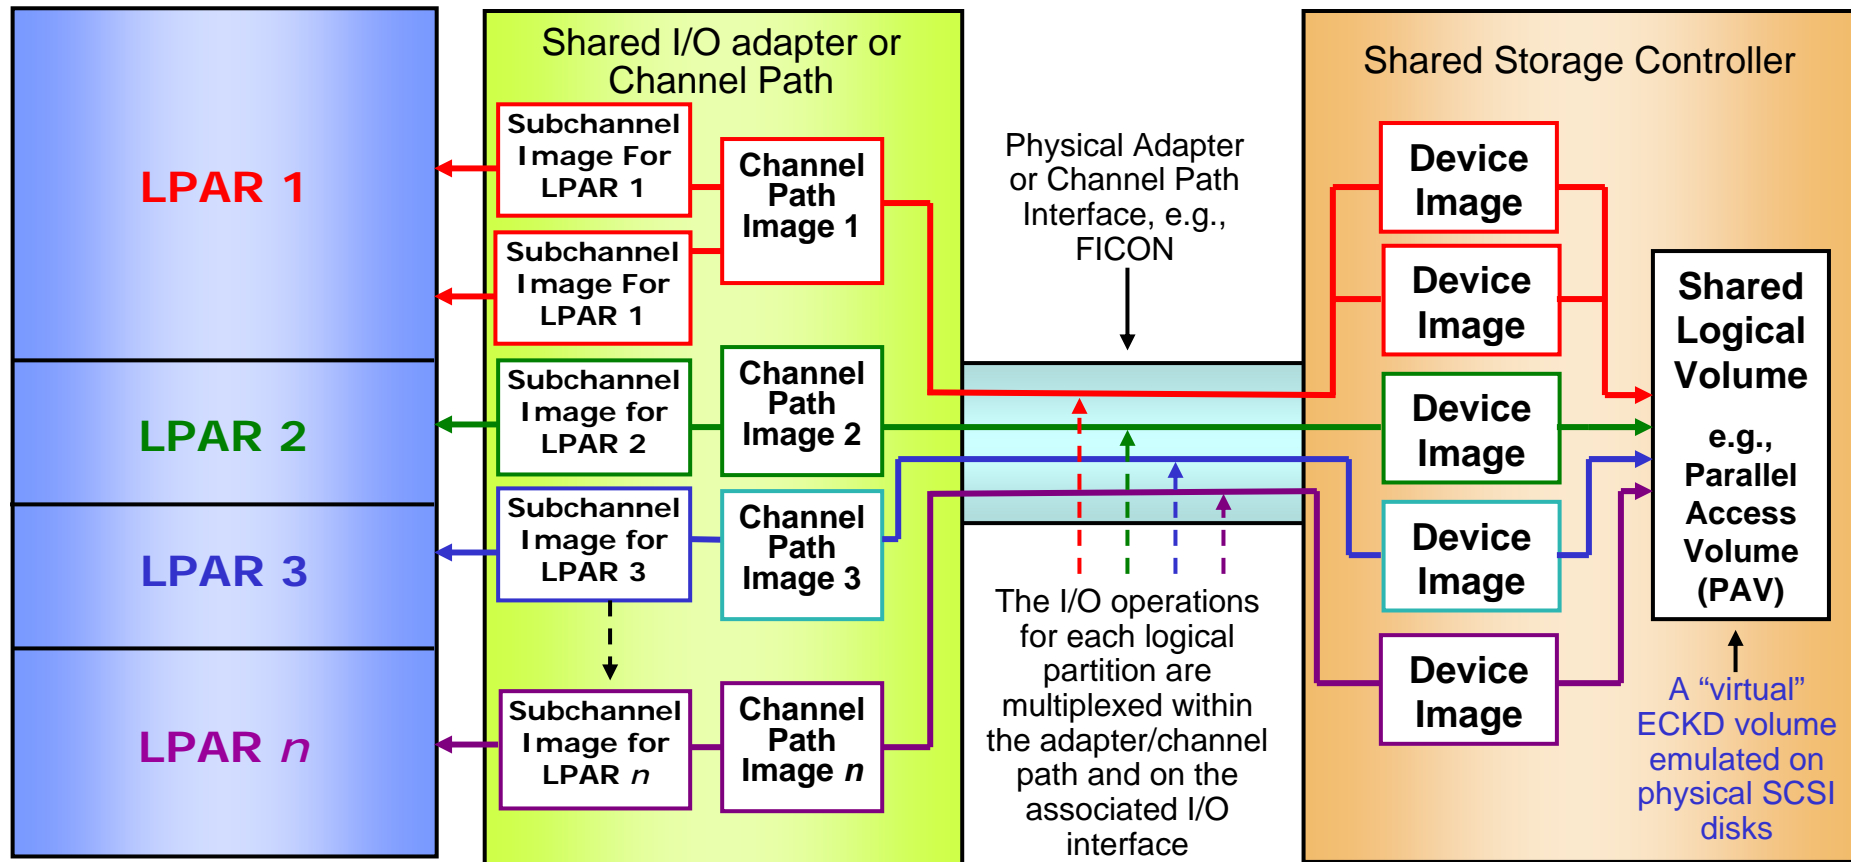 LPAR 1
LPAR 2
LPAR 3
LPAR n
Shared I/O adapter or
Channel Path
Subchannel
Image For
LPAR 1
Subchannel
Image For
LPAR 1
Channel
Path
Image 1
Subchannel
Image for
LPAR 2
Channel
Path
Image 2
Subchannel
Image for
LPAR 3
Channel
Path
Image 3
Subchannel
Image for
LPAR n
Channel
Path
Image n
Physical Adapter
or Channel Path
Interface, e.g.,
FICON
The I/O operations
for each logical
partition are
multiplexed within
the adapter/channel
path and on the
associated I/O
interface
Shared Storage Controller
Device
Image
Device
Image
Device
Image
Device
Image
Device
Image
Shared
Logical
Volume
e.g.,
Parallel
Access
Volume
(PAV)
A “virtual”
ECKD volume
emulated on
physical SCSI
disks